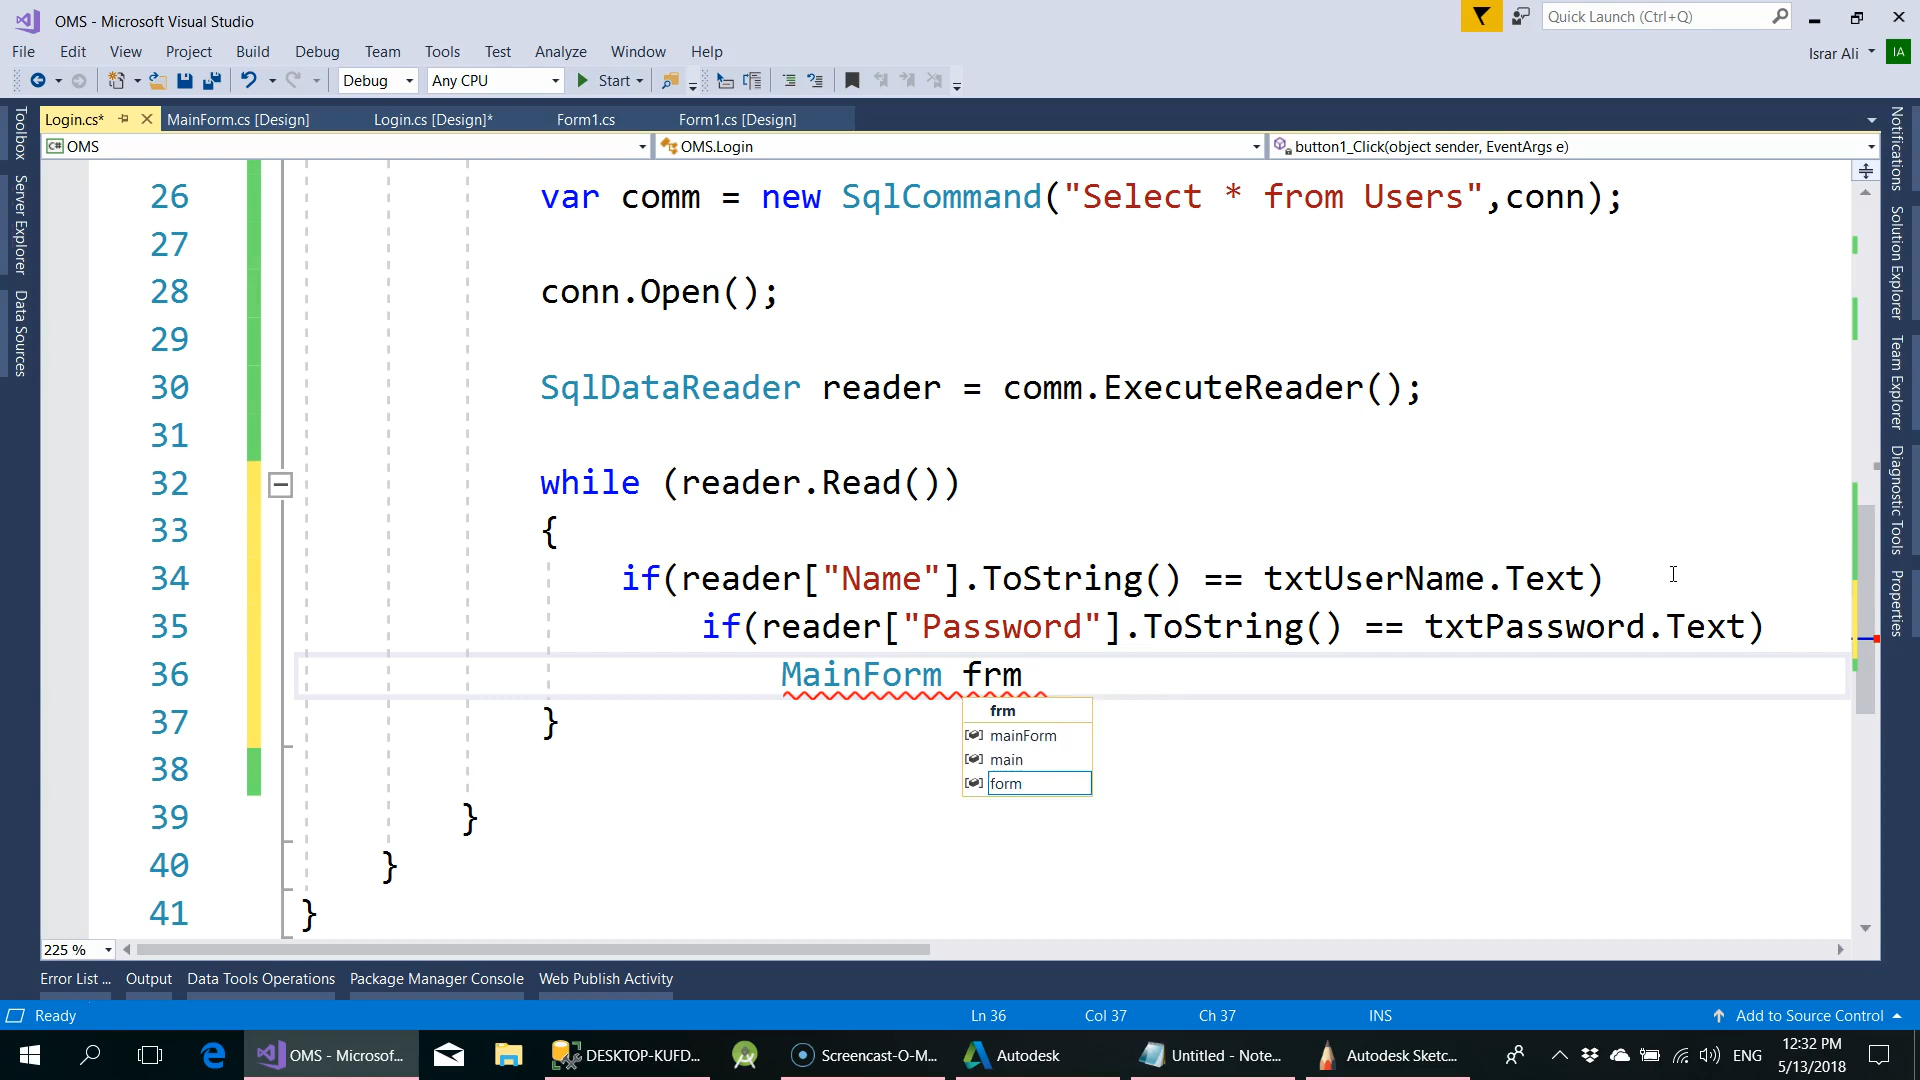 OMS - Microsoft Visual Studio
Quick Launch (Ctrl+Q)
File Edit View Project Build Debug Team Tools Test Analyze Window Help
Israr Ali IA
Debug Any CPU Start
Login.cs* MainForm.cs [Design] Login.cs [Design]* Form1.cs Form1.cs [Design]
C# OMS OMS.Login button1_Click(object sender, EventArgs e)
Toolbox
Server Explorer
Data Sources
26 var comm = new SqlCommand("Select * from Users",conn);
27
28 conn.Open();
29
30 SqlDataReader reader = comm.ExecuteReader();
31
32 while (reader.Read())
33 {
34 if(reader["Name"].ToString() == txtUserName.Text)
35 if(reader["Password"].ToString() == txtPassword.Text)
36 MainForm frm
37 }
38
39 }
40 }
41 }
frm
mainForm
main
form
Notifications
Solution Explorer
Team Explorer
Diagnostic Tools
Properties
225 %
Error List ... Output Data Tools Operations Package Manager Console Web Publish Activity
Ready Ln 36 Col 37 Ch 37 INS Add to Source Control
OMS - Microsof... DESKTOP-KUFD... Screencast-O-M... Autodesk Untitled - Note... Autodesk Sketc... ENG 12:32 PM
5/13/2018